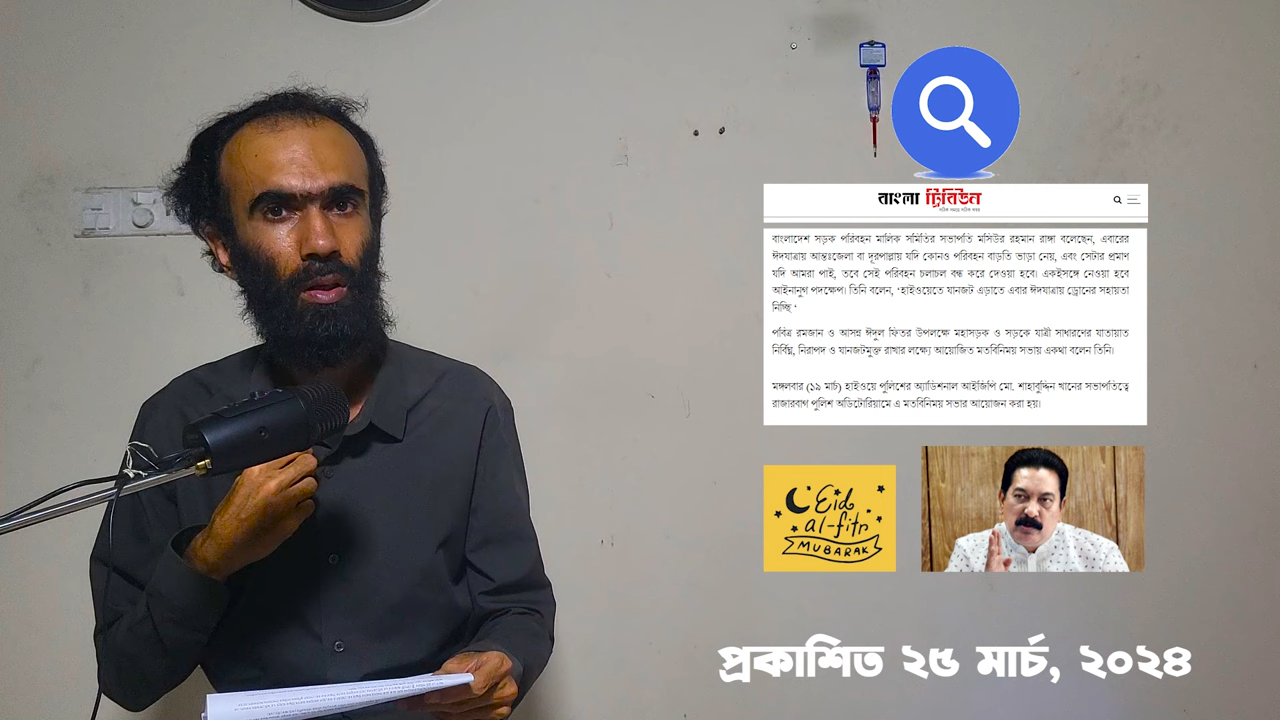 বাংলা ট্রিবিউন
সঠিক সময়ে সঠিক খবর
বাংলাদেশ সড়ক পরিবহন মালিক সমিতির সভাপতি মসিউর রহমান রাঙ্গা বলেছেন, এবারের
ঈদযাত্রায় আন্তঃজেলা বা দূরপাল্লায় যদি কোনও পরিবহন বাড়তি ভাড়া নেয়, এবং সেটার প্রমাণ
যদি আমরা পাই, তবে সেই পরিবহন চলাচল বন্ধ করে দেওয়া হবে। একইসঙ্গে নেওয়া হবে
আইনানুগ পদক্ষেপ। তিনি বলেন, ‘হাইওয়েতে যানজট এড়াতে এবার ঈদযাত্রায় ড্রোনের সহায়তা
নিচ্ছি ‘
পবিত্র রমজান ও আসন্ন ঈদুল ফিতর উপলক্ষে মহাসড়ক ও সড়কে যাত্রী সাধারণের যাতায়াত
নির্বিঘ্ন, নিরাপদ ও যানজটমুক্ত রাখার লক্ষ্যে আয়োজিত মতবিনিময় সভায় একথা বলেন তিনি।
মঙ্গলবার (১৯ মার্চ) হাইওয়ে পুলিশের অ্যাডিশনাল আইজিপি মো. শাহাবুদ্দিন খানের সভাপতিত্বে
রাজারবাগ পুলিশ অডিটোরিয়ামে এ মতবিনিময় সভার আয়োজন করা হয়।
Eid
al-fitr
MUBARAK
প্রকাশিত ২৫ মার্চ, ২০২৪